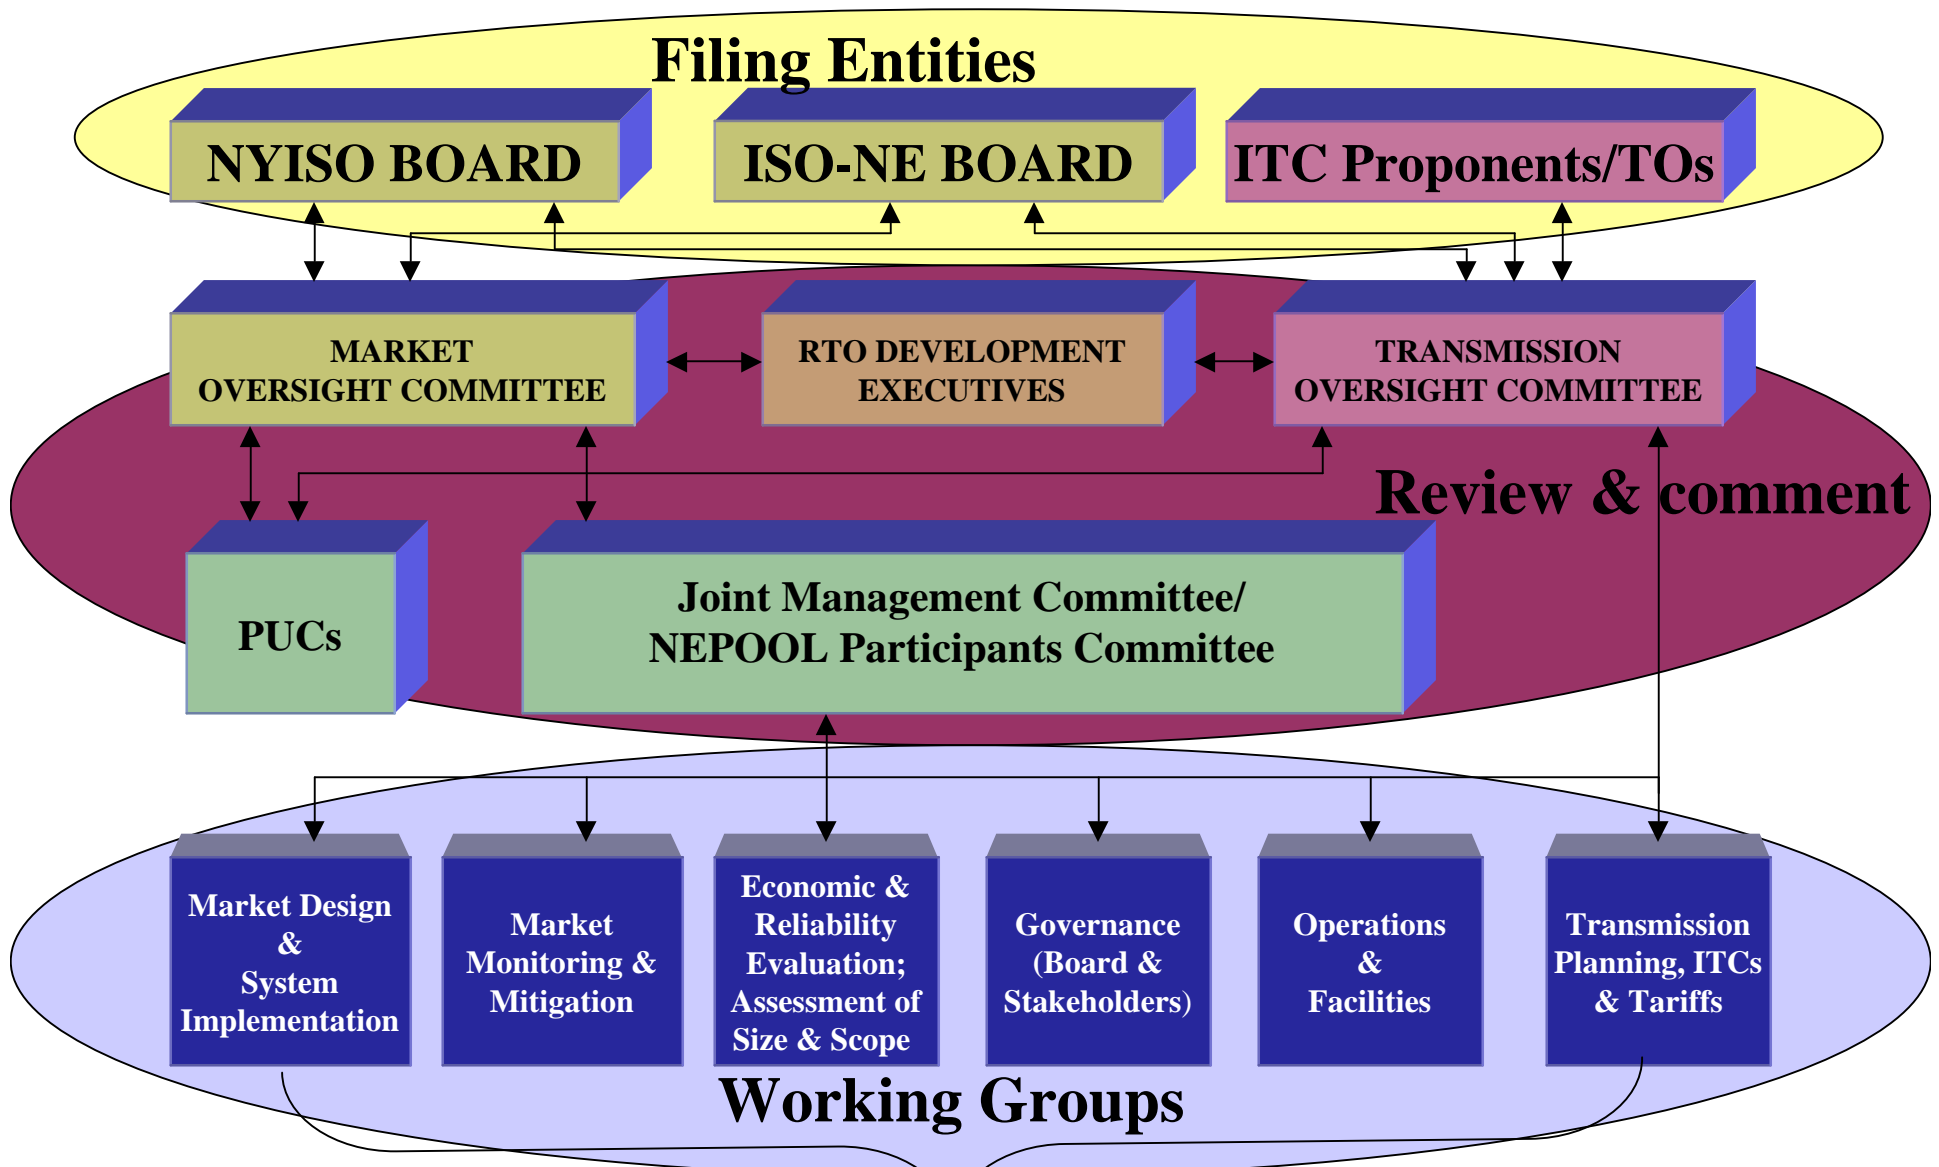 Filing Entities
NYISO BOARD
ISO-NE BOARD
ITC Proponents/TOs
MARKET
OVERSIGHT COMMITTEE
RTO DEVELOPMENT
EXECUTIVES
TRANSMISSION
OVERSIGHT COMMITTEE
Review & comment
PUCs
Joint Management Committee/
NEPOOL Participants Committee
Market Design
&
System
Implementation
Market
Monitoring &
Mitigation
Economic &
Reliability
Evaluation;
Assessment of
Size & Scope
Governance
(Board &
Stakeholders)
Operations
&
Facilities
Transmission
Planning, ITCs
& Tariffs
Working Groups